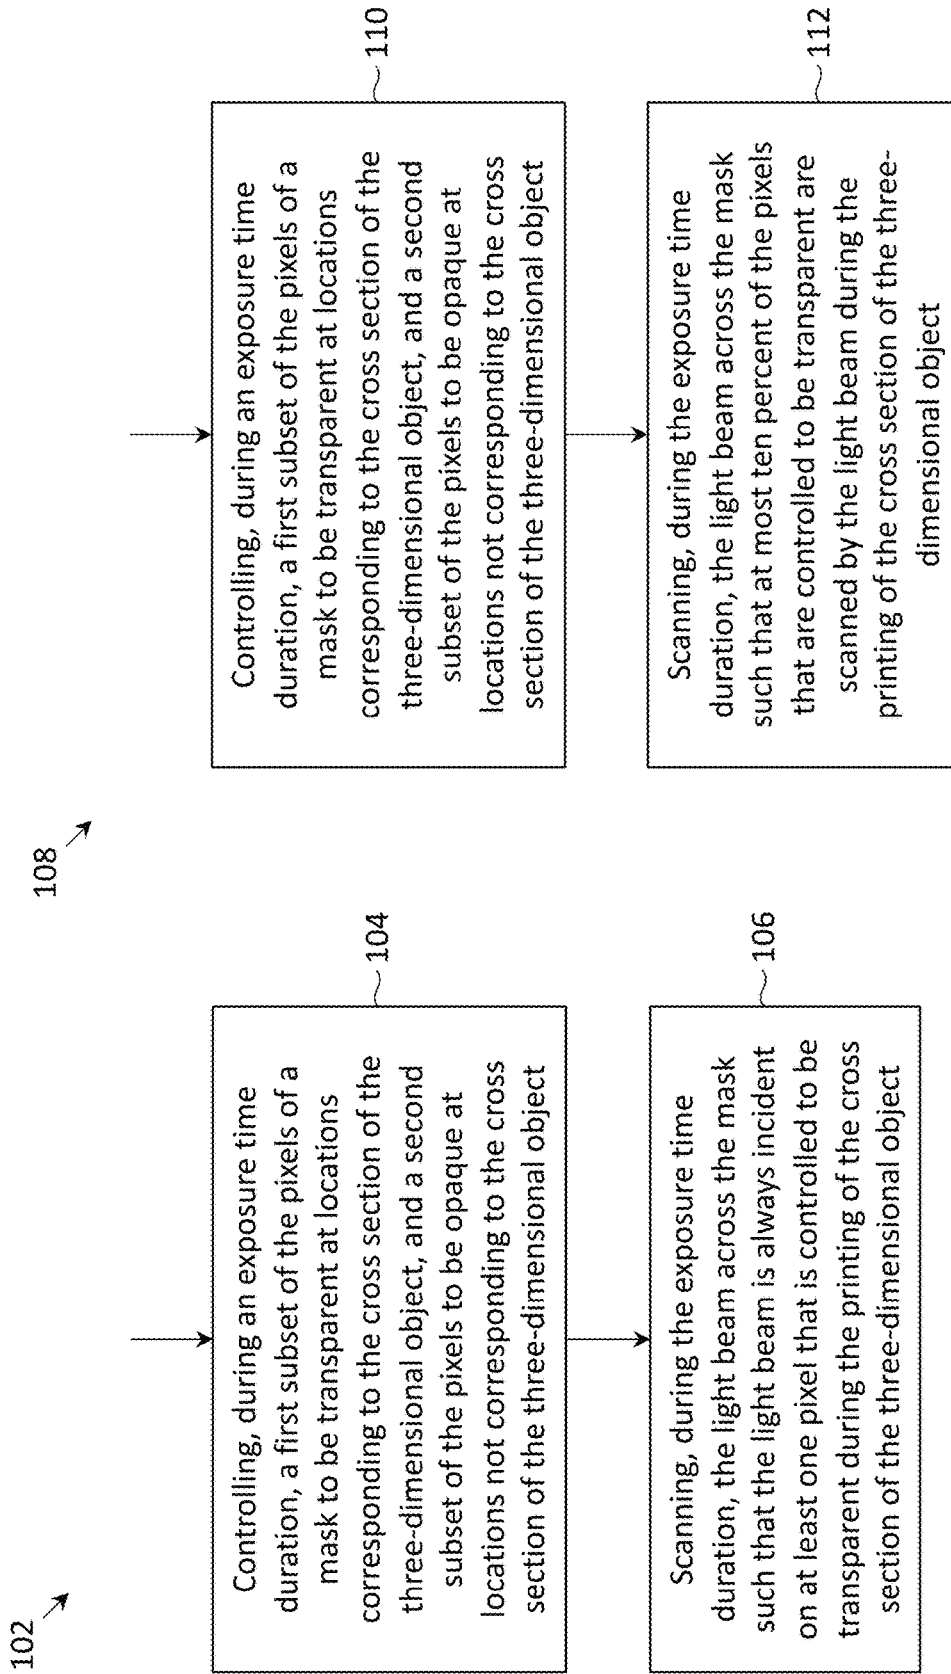 102
Controlling, during an exposure time
duration, a first subset of the pixels of a
mask to be transparent at locations
corresponding to the cross section of the
three-dimensional object, and a second
subset of the pixels to be opaque at
locations not corresponding to the cross
section of the three-dimensional object
104
Scanning, during the exposure time
duration, the light beam across the mask
such that the light beam is always incident
on at least one pixel that is controlled to be
transparent during the printing of the cross
section of the three-dimensional object
106
108
Controlling, during an exposure time
duration, a first subset of the pixels of a
mask to be transparent at locations
corresponding to the cross section of the
three-dimensional object, and a second
subset of the pixels to be opaque at
locations not corresponding to the cross
section of the three-dimensional object
110
Scanning, during the exposure time
duration, the light beam across the mask
such that at most ten percent of the pixels
that are controlled to be transparent are
scanned by the light beam during the
printing of the cross section of the three-
dimensional object
112